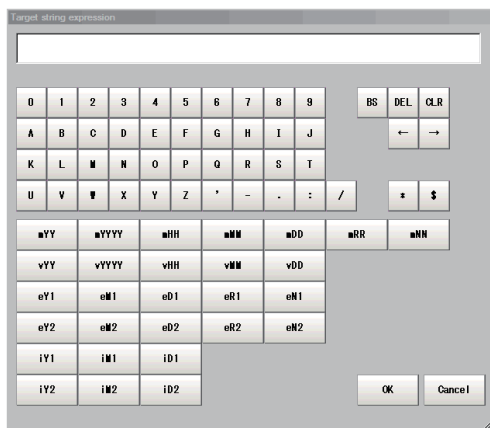 Target string expression
0 1 2 3 4 5 6 7 8 9 BS DEL CLR
A B C D E F G H I J ← →
K L M N O P Q R S T
U V W X Y Z ' - . : / * $
mYY mYYYY mHH mMM mDD mRR mNN
vYY vYYYY vHH vMM vDD
eY1 eM1 eD1 eR1 eN1
eY2 eM2 eD2 eR2 eN2
iY1 iM1 iD1
iY2 iM2 iD2 OK Cancel